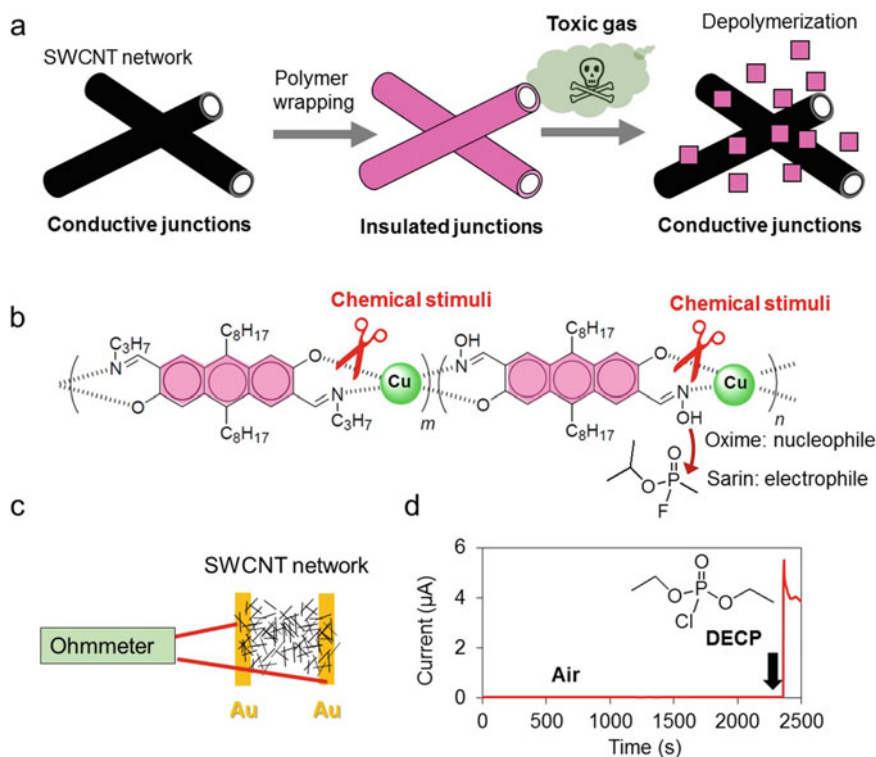 a
SWCNT network
Polymer
wrapping
Toxic gas
Depolymerization
Conductive junctions
Insulated junctions
Conductive junctions
b
Chemical stimuli
Chemical stimuli
C₃H₇
N
O
C₈H₁₇
C₈H₁₇
O
N
C₃H₇
Cu
m
OH
N
O
C₈H₁₇
C₈H₁₇
O
N
OH
Cu
n
Oxime: nucleophile
Sarin: electrophile
O
O
P
F
c
SWCNT network
Ohmmeter
Au
Au
d
Current (µA)
6
4
2
0
O
O
P
O
Cl
DECP
Air
0
500
1000
1500
2000
2500
Time (s)